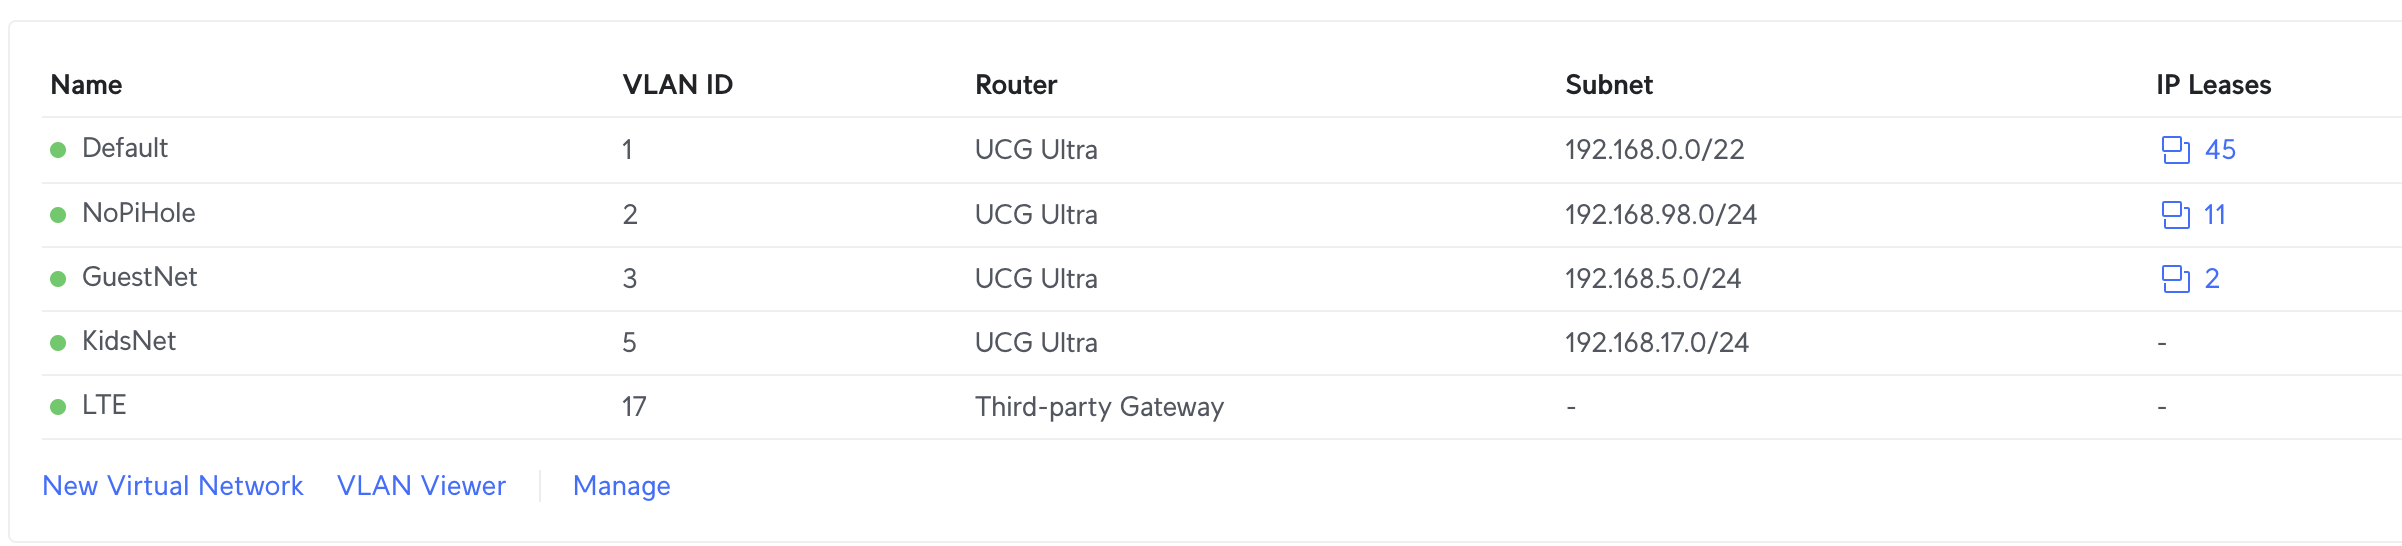 Name VLAN ID Router Subnet IP Leases
Default 1 UCG Ultra 192.168.0.0/22 45
NoPiHole 2 UCG Ultra 192.168.98.0/24 11
GuestNet 3 UCG Ultra 192.168.5.0/24 2
KidsNet 5 UCG Ultra 192.168.17.0/24 -
LTE 17 Third-party Gateway - -
New Virtual Network VLAN Viewer Manage